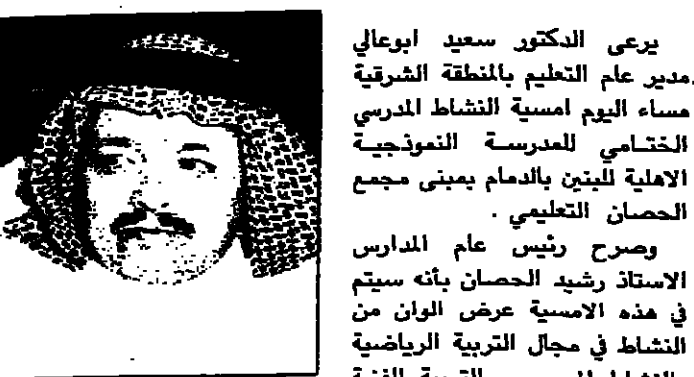 يرعى الدكتور سعيد ابوعالي
مدير عام التعليم بالمنطقة الشرقية
مساء اليوم امسية النشاط المدرسي
الختامي للمدرسة النموذجية
الاهلية للبنين بالدمام بمبنى مجمع
الحصان التعليمي .
وصرح رئيس عام المدارس
الاستاذ رشيد الحصان بأنه سيتم
في هذه الامسية عرض الوان من
النشاط في مجال التربية الرياضية